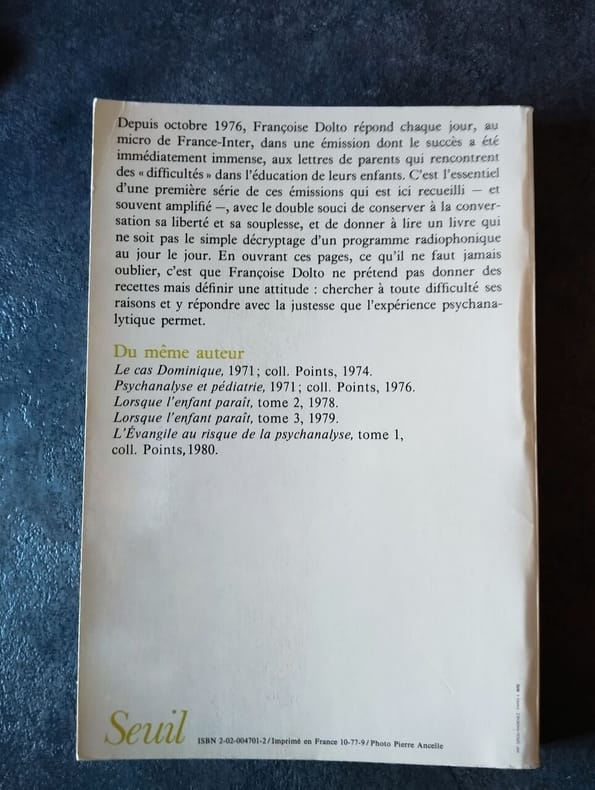 Depuis octobre 1976, Françoise Dolto répond chaque jour, au
micro de France-Inter, dans une émission dont le succès a été
immédiatement immense, aux lettres de parents qui rencontrent
des « difficultés » dans l'éducation de leurs enfants. C'est l'essentiel
d'une première série de ces émissions qui est ici recueilli — et
souvent amplifié —, avec le double souci de conserver à la conver-
sation sa liberté et sa souplesse, et de donner à lire un livre qui
ne soit pas le simple décryptage d'un programme radiophonique
au jour le jour. En ouvrant ces pages, ce qu'il ne faut jamais
oublier, c'est que Françoise Dolto ne prétend pas donner des
recettes mais définir une attitude : chercher à toute difficulté ses
raisons et y répondre avec la justesse que l'expérience psychana-
lytique permet.
Du même auteur
Le cas Dominique, 1971 ; coll. Points, 1974.
Psychanalyse et pédiatrie, 1971 ; coll. Points, 1976.
Lorsque l'enfant paraît, tome 2, 1978.
Lorsque l'enfant paraît, tome 3, 1979.
L'Évangile au risque de la psychanalyse, tome 1,
coll. Points, 1980.
Seuil
ISBN 2-02-004701-2 / Imprimé en France 10-77-9 / Photo Pierre Ancelle